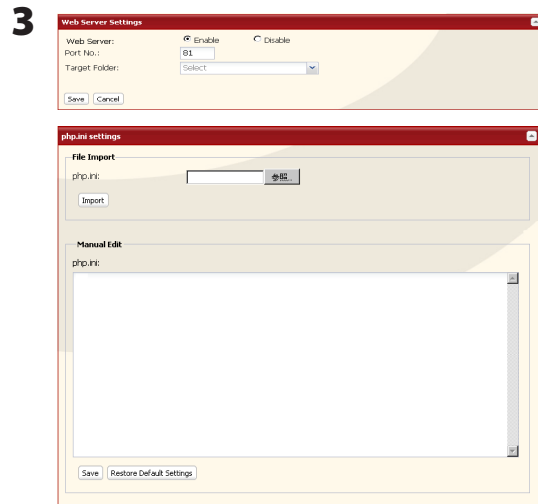 3
Web Server Settings
Web Server: Enable Disable
Port No.: 81
Target Folder: Select
Save Cancel
php.ini settings
File Import
php.ini: 参照...
Import
Manual Edit
php.ini:
Save Restore Default Settings